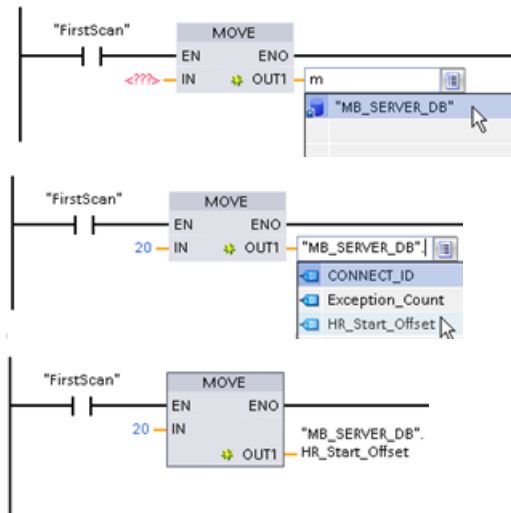 "FirstScan"
MOVE
EN ENO
<???> IN OUT1 m
"MB_SERVER_DB"
"FirstScan"
MOVE
EN ENO
20 IN OUT1 "MB_SERVER_DB".
CONNECT_ID
Exception_Count
HR_Start_Offset
"FirstScan"
MOVE
EN ENO
20 IN
"MB_SERVER_DB".
OUT1 HR_Start_Offset